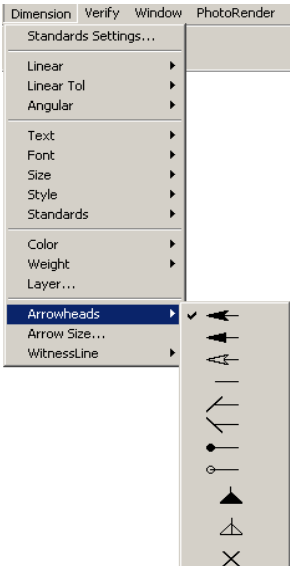 Dimension Verify Window PhotoRender
Standards Settings...
Linear
Linear Tol
Angular
Text
Font
Size
Style
Standards
Color
Weight
Layer...
Arrowheads
Arrow Size...
WitnessLine